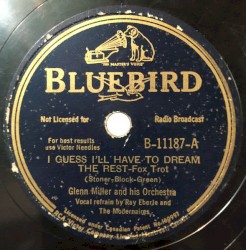 "HIS MASTER'S VOICE"
BLUEBIRD
Not Licensed for Radio Broadcast
For best results
use Victor Needles
B-11187-A
I GUESS I'LL HAVE TO DREAM
THE REST-Fox Trot
(Stoner-Block-Green)
Glenn Miller and his Orchestra
Vocal refrain by Ray Eberle and
The Modernaires